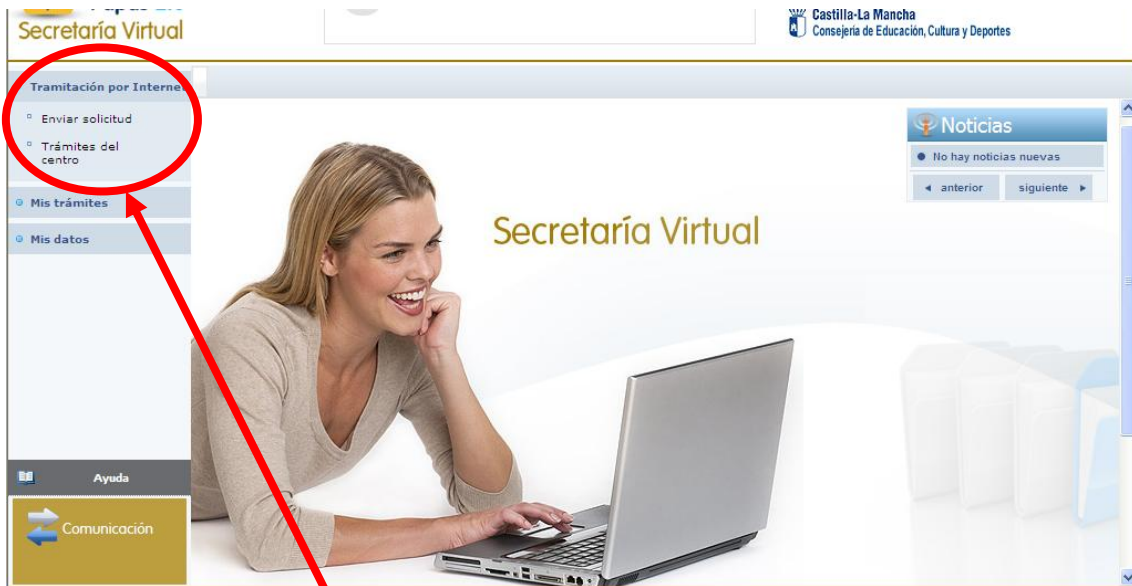 Secretaría Virtual
Castilla-La Mancha
Consejería de Educación, Cultura y Deportes
Tramitación por Internet
Enviar solicitud
Trámites del
centro
Mis trámites
Mis datos
Noticias
No hay noticias nuevas
anterior siguiente
Secretaría Virtual
Ayuda
Comunicación